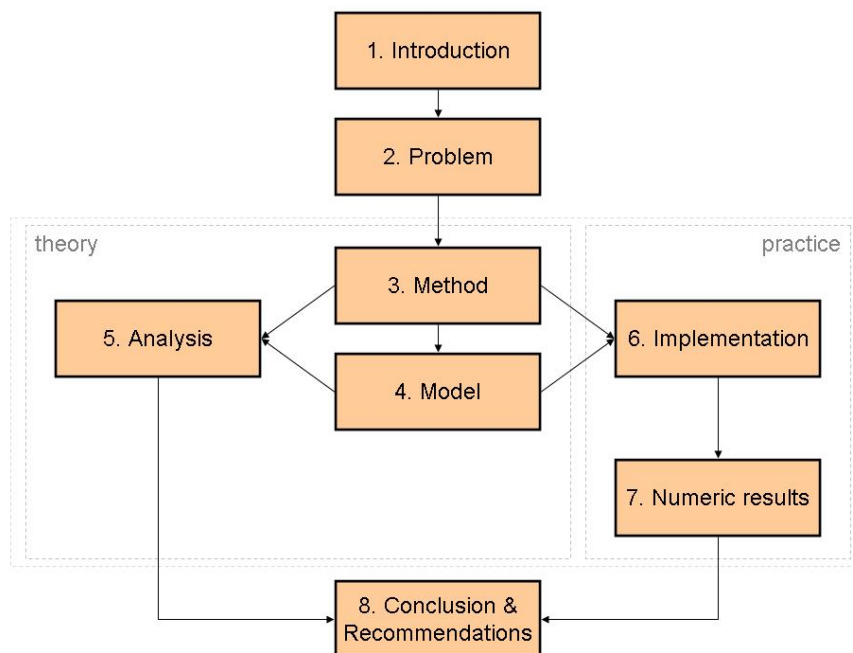 1. Introduction
2. Problem
theory
practice
3. Method
5. Analysis
6. Implementation
4. Model
7. Numeric results
8. Conclusion &
Recommendations